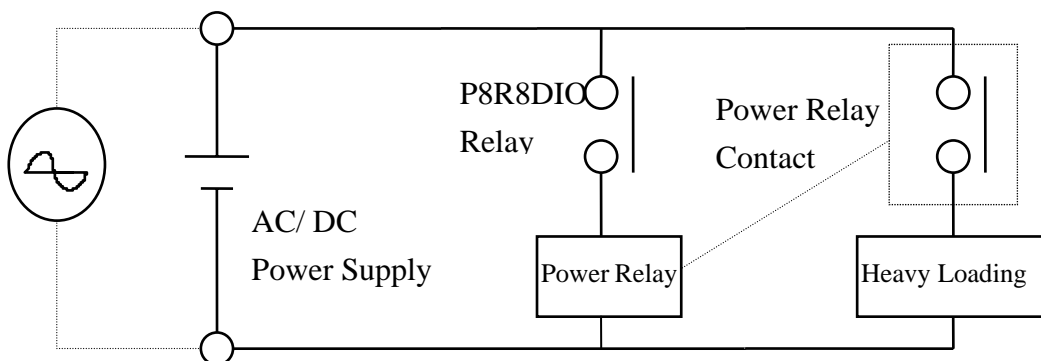 P8R8DIO
Relay
Power Relay
Contact
AC/ DC
Power Supply
Power Relay
Heavy Loading